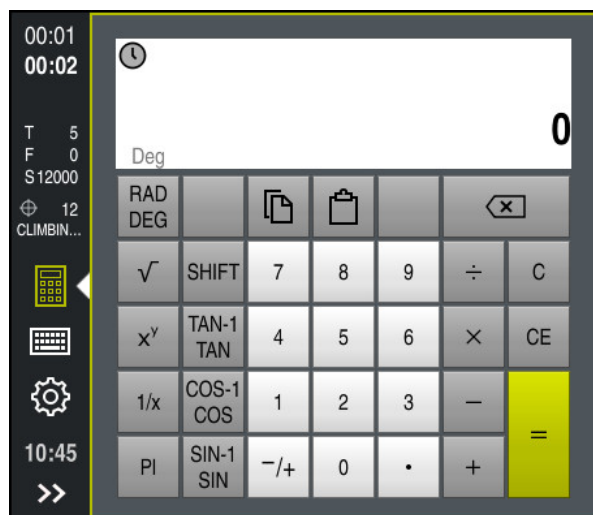 00:01
00:02
T 5
F 0
S12000
12
CLIMBIN...
10:45
>>
0
Deg
RAD
DEG
√ SHIFT 7 8 9 ÷ C
xʸ TAN-1
TAN 4 5 6 × CE
1/x COS-1
COS 1 2 3 −
PI SIN-1
SIN −/+ 0 • + =